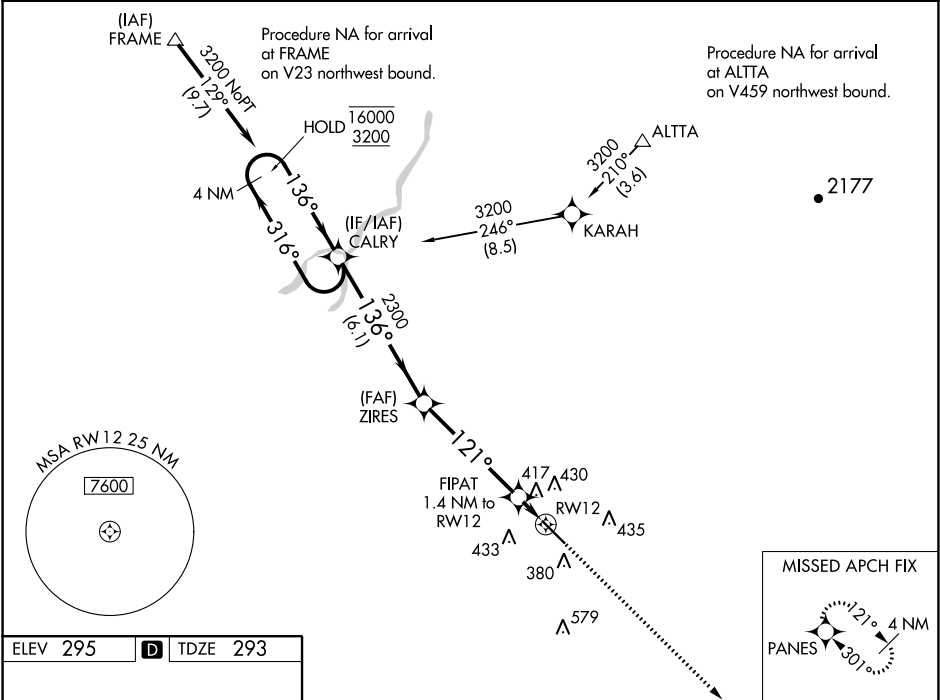 (IAF)
FRAME
3200 NoPT
129°
(9.7)
Procedure NA for arrival
at FRAME
on V23 northwest bound.
Procedure NA for arrival
at ALTTA
on V459 northwest bound.
HOLD 16000
3200
4 NM
136°
316°
(IF/IAF)
CALRY
ALTTA
3200
210°
(3.6)
KARAH
3200
246°
(8.5)
2177
2300
136°
(6.1)
(FAF)
ZIRES
121°
FIPAT
1.4 NM to
RW12
417
430
RW12
435
433
380
579
MSA RW12 25 NM
7600
MISSED APCH FIX
121°
4 NM
PANES
301°
ELEV 295 D TDZE 293